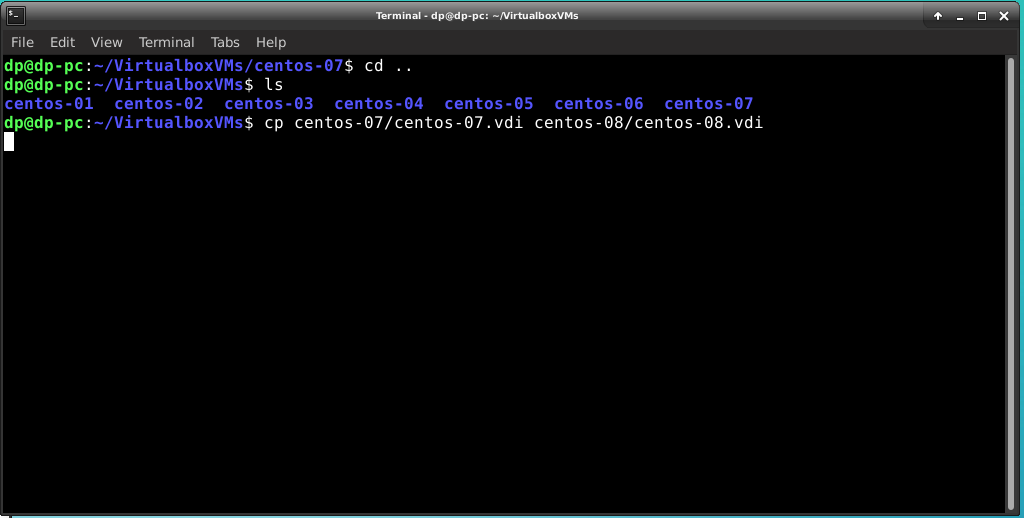 Terminal - dp@dp-pc: ~/VirtualboxVMs
File Edit View Terminal Tabs Help
dp@dp-pc:~/VirtualboxVMs/centos-07$ cd ..
dp@dp-pc:~/VirtualboxVMs$ ls
centos-01 centos-02 centos-03 centos-04 centos-05 centos-06 centos-07
dp@dp-pc:~/VirtualboxVMs$ cp centos-07/centos-07.vdi centos-08/centos-08.vdi